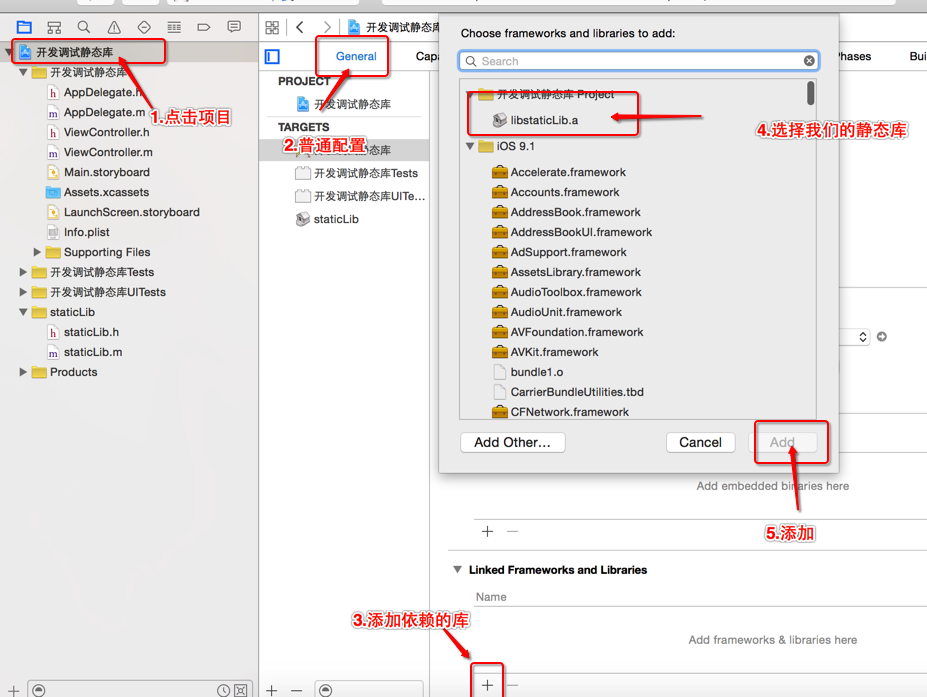 开发调试静态库
开发调试静态库
AppDelegate.h
AppDelegate.m
ViewController.h
ViewController.m
Main.storyboard
Assets.xcassets
LaunchScreen.storyboard
Info.plist
Supporting Files
开发调试静态库Tests
开发调试静态库UITests
staticLib
staticLib.h
staticLib.m
Products
1.点击项目
开发调试静态库
General
Capa
PROJECT
开发调试静态库
TARGETS
2.普通配置
静态库
开发调试静态库Tests
开发调试静态库UITe...
staticLib
Phases
Bui
Choose frameworks and libraries to add:
Search
开发调试静态库 Project
libstaticLib.a
4.选择我们的静态库
iOS 9.1
Accelerate.framework
Accounts.framework
AddressBook.framework
AddressBookUI.framework
AdSupport.framework
AssetsLibrary.framework
AudioToolbox.framework
AudioUnit.framework
AVFoundation.framework
AVKit.framework
bundle1.o
CarrierBundleUtilities.tbd
CFNetwork.framework
Add Other...
Cancel
Add
Add embedded binaries here
5.添加
Linked Frameworks and Libraries
Name
3.添加依赖的库
Add frameworks & libraries here